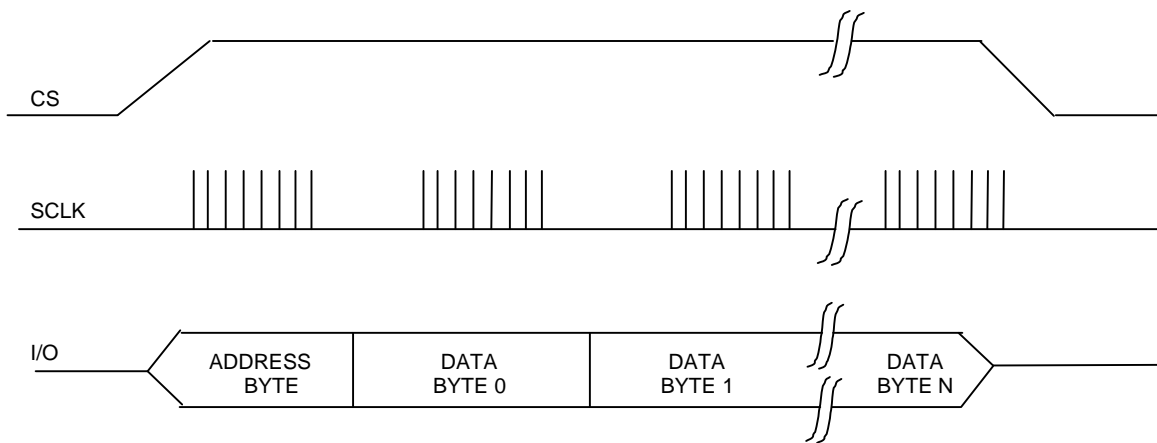 CS
SCLK
I/O
ADDRESS
BYTE
DATA
BYTE 0
DATA
BYTE 1
DATA
BYTE N